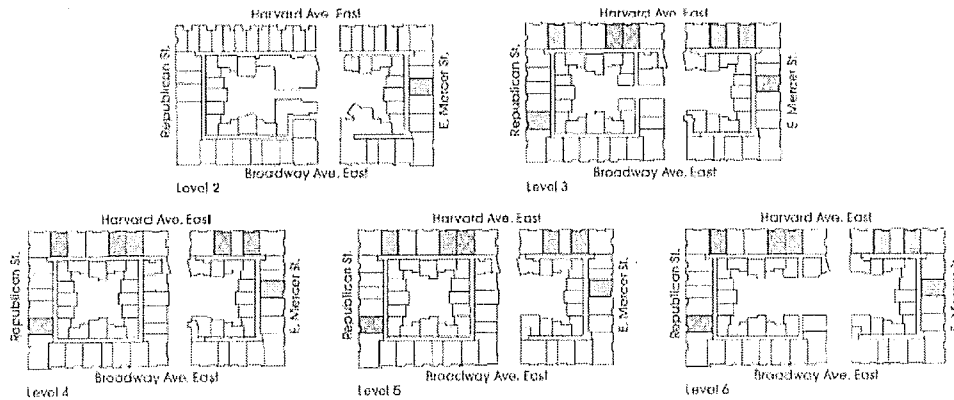 Harvard Ave. East
Republican St.
E. Mercer St.
Broadway Ave. East
Level 2
Harvard Ave. East
Republican St.
E. Mercer St.
Broadway Ave. East
Level 3
Harvard Ave. East
Republican St.
E. Mercer St.
Broadway Ave. East
Level 4
Harvard Ave. East
Republican St.
E. Mercer St.
Broadway Ave. East
Level 5
Harvard Ave. East
Republican St.
E. Mercer St.
Broadway Ave. East
Level 6